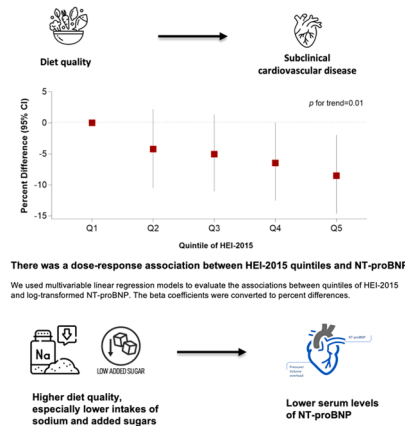 Diet quality
Subclinical
cardiovascular disease
Percent Difference (95% CI)
5
0
-5
-10
-15
p for trend=0.01
Q1 Q2 Q3 Q4 Q5
Quintile of HEI-2015
There was a dose-response association between HEI-2015 quintiles and NT-proBNP
We used multivariable linear regression models to evaluate the associations between quintiles of HEI-2015
and log-transformed NT-proBNP. The beta coefficients were converted to percent differences.
Na
LOW ADDED SUGAR
NT-proBNP
Higher diet quality,
especially lower intakes of
sodium and added sugars
Lower serum levels
of NT-proBNP